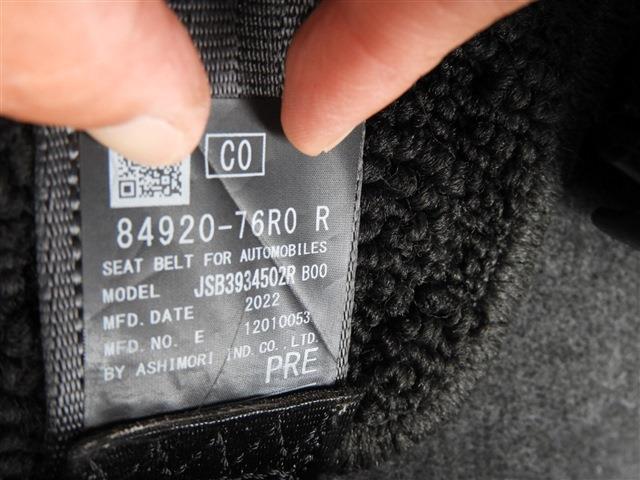 CO
84920-76R0 R
SEAT BELT FOR AUTOMOBILES
MODEL JSB3934502R B00
MFD. DATE 2022
MFD. NO. E 12010053
BY ASHIMORI IND. CO., LTD.
PRE